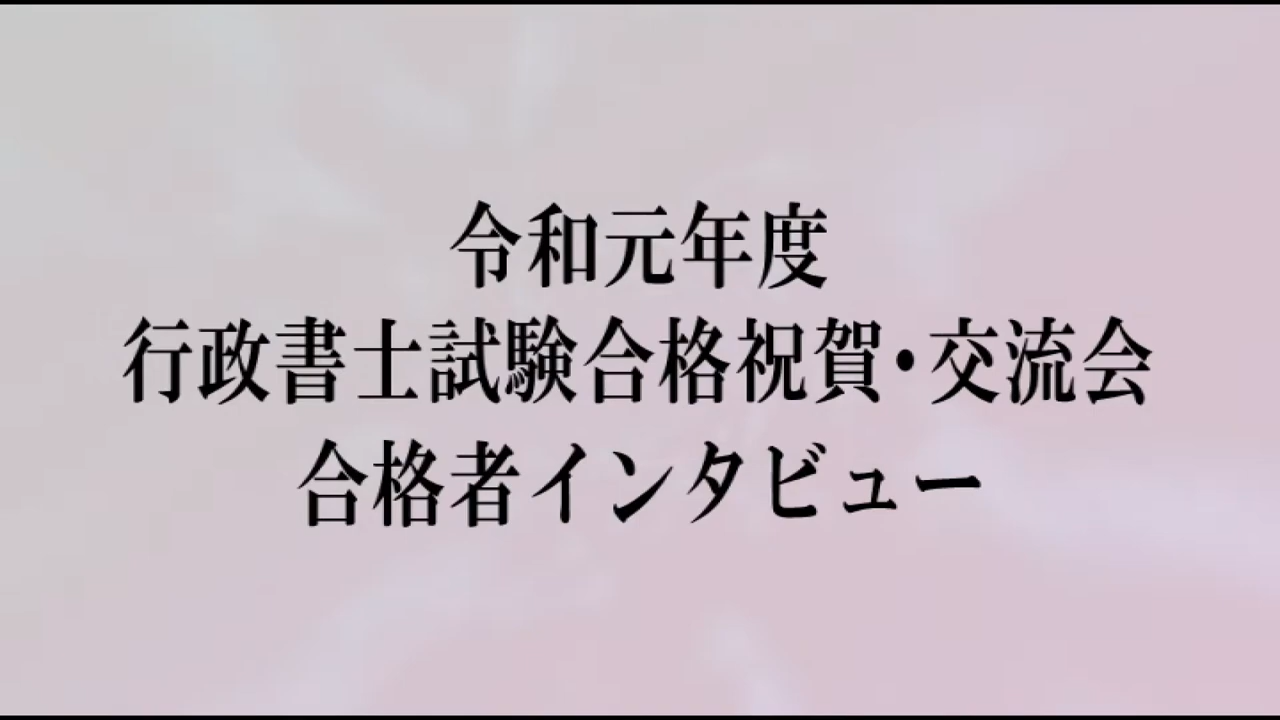 令和元年度
行政書士試験合格祝賀・交流会
合格者インタビュー